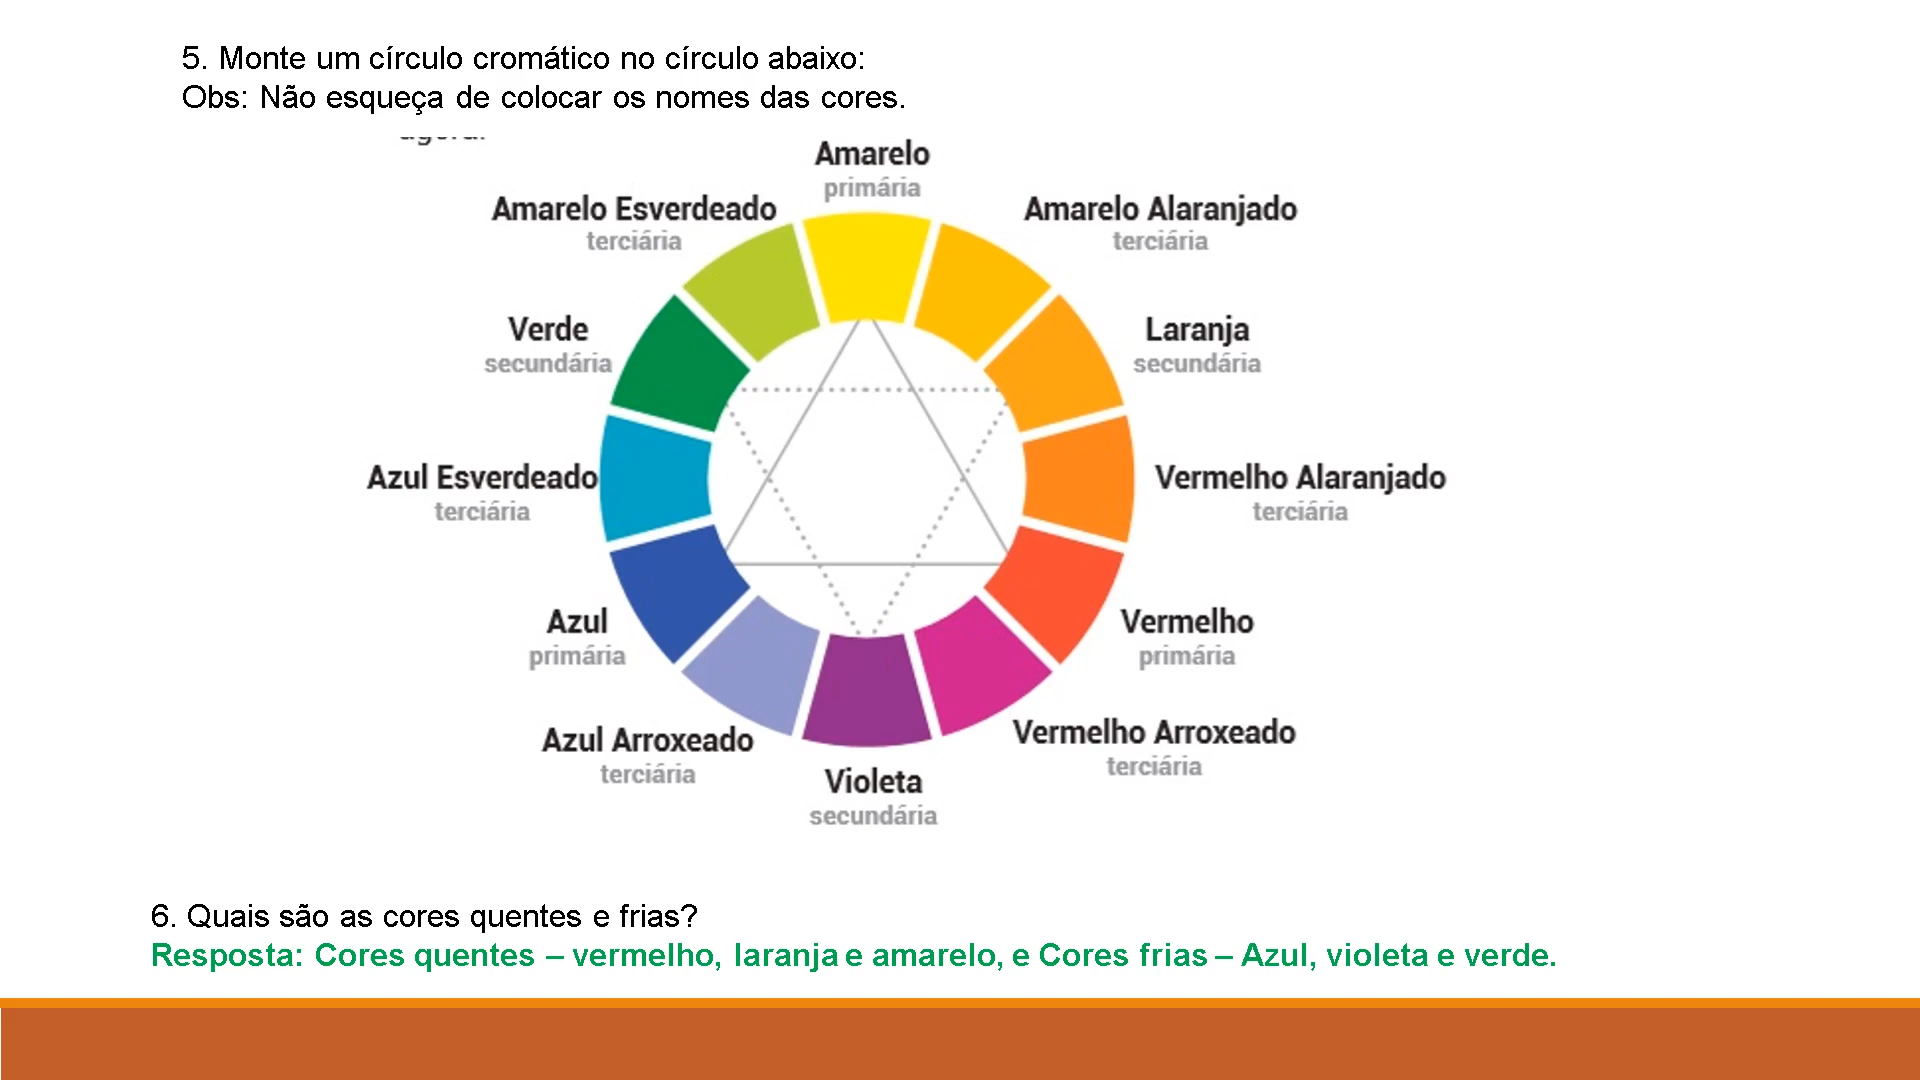 5. Monte um círculo cromático no círculo abaixo:
Obs: Não esqueça de colocar os nomes das cores.
Amarelo
primária
Amarelo Esverdeado
terciária
Amarelo Alaranjado
terciária
Verde
secundária
Laranja
secundária
Azul Esverdeado
terciária
Vermelho Alaranjado
terciária
Azul
primária
Vermelho
primária
Azul Arroxeado
terciária
Vermelho Arroxeado
terciária
Violeta
secundária
6. Quais são as cores quentes e frias?
Resposta: Cores quentes – vermelho, laranja e amarelo, e Cores frias – Azul, violeta e verde.